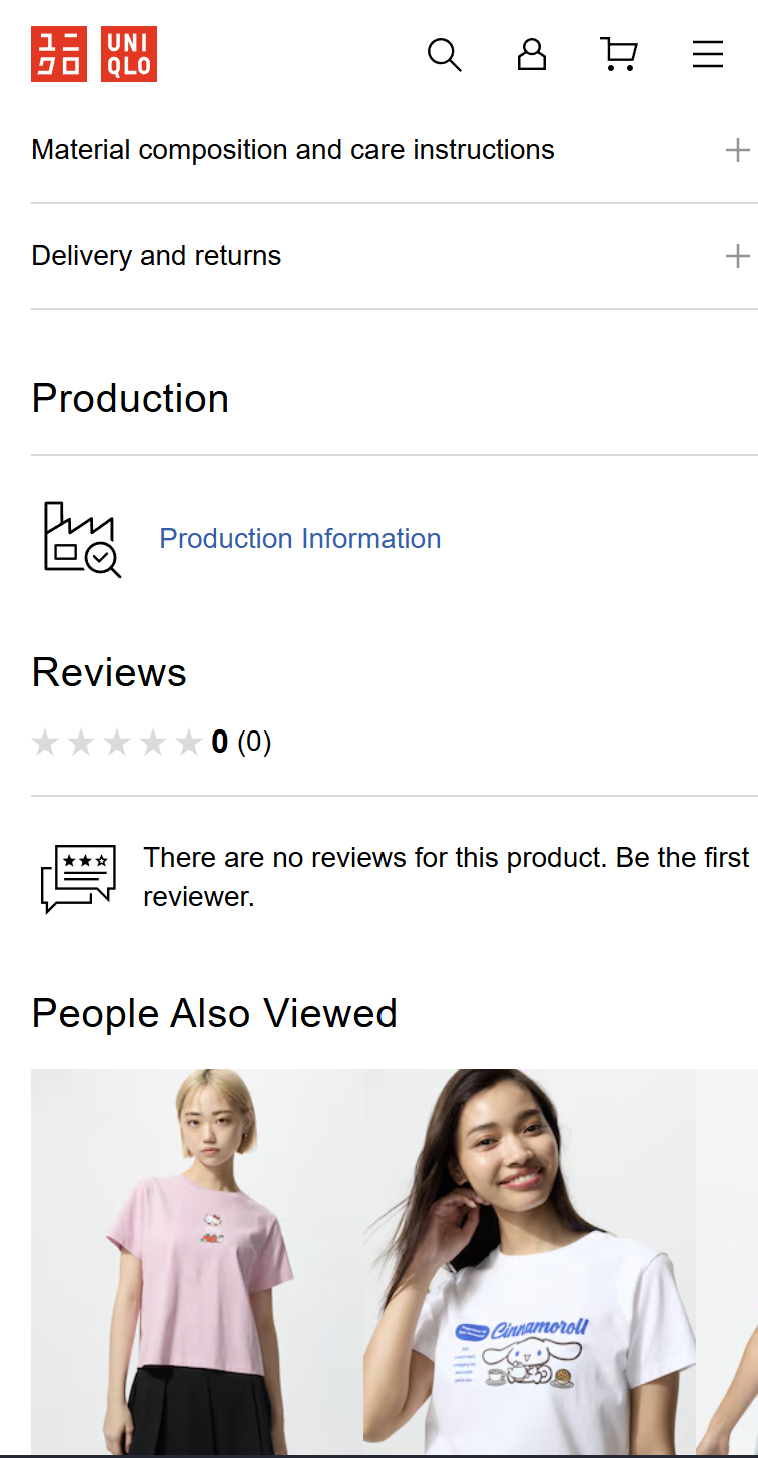 ユニ
クロ
UNI
QLO
Material composition and care instructions
Delivery and returns
Production
Production Information
Reviews
0 (0)
There are no reviews for this product. Be the first
reviewer.
People Also Viewed
Cinnamoroll